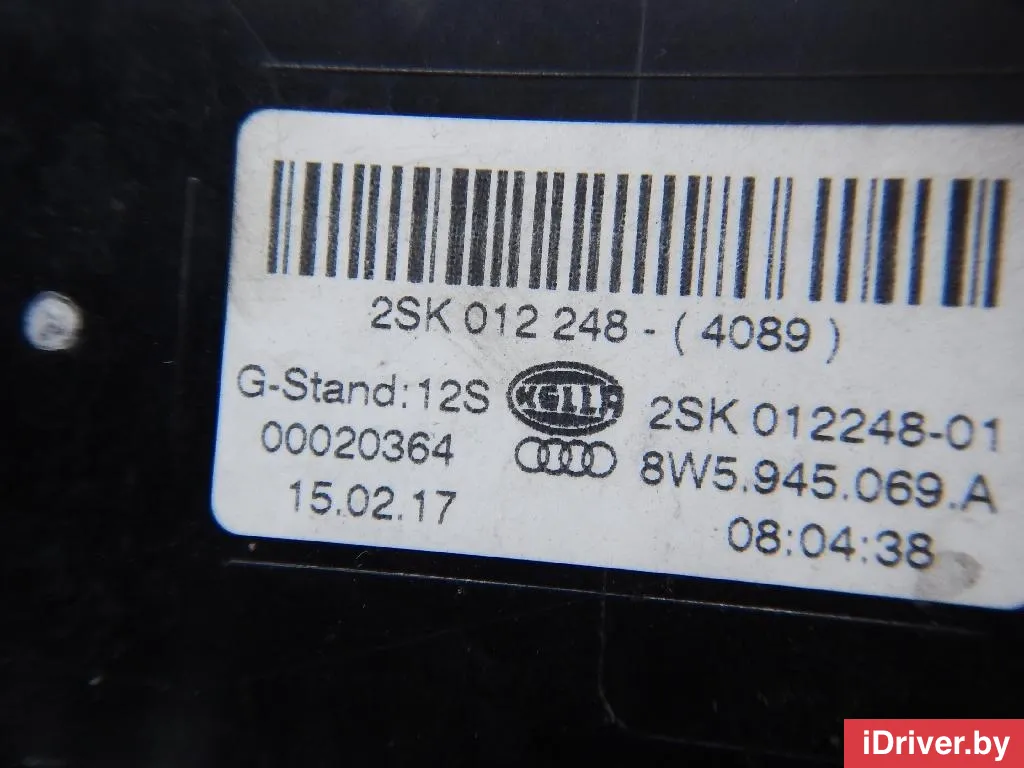 2SK 012 248 - ( 4089 )
G-Stand: 12S HELLA 2SK 012248-01
00020364 8W5.945.069.A
15.02.17 08:04:38
iDriver.by